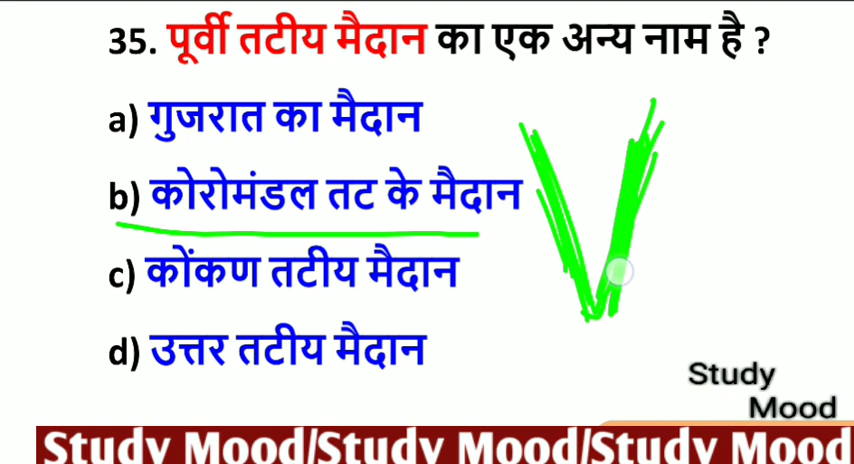 35. पूर्वी तटीय मैदान का एक अन्य नाम है ?
a) गुजरात का मैदान
b) कोरोमंडल तट के मैदान
c) कोंकण तटीय मैदान
d) उत्तर तटीय मैदान
Study
Mood
Study Mood/Study Mood/Study Mood